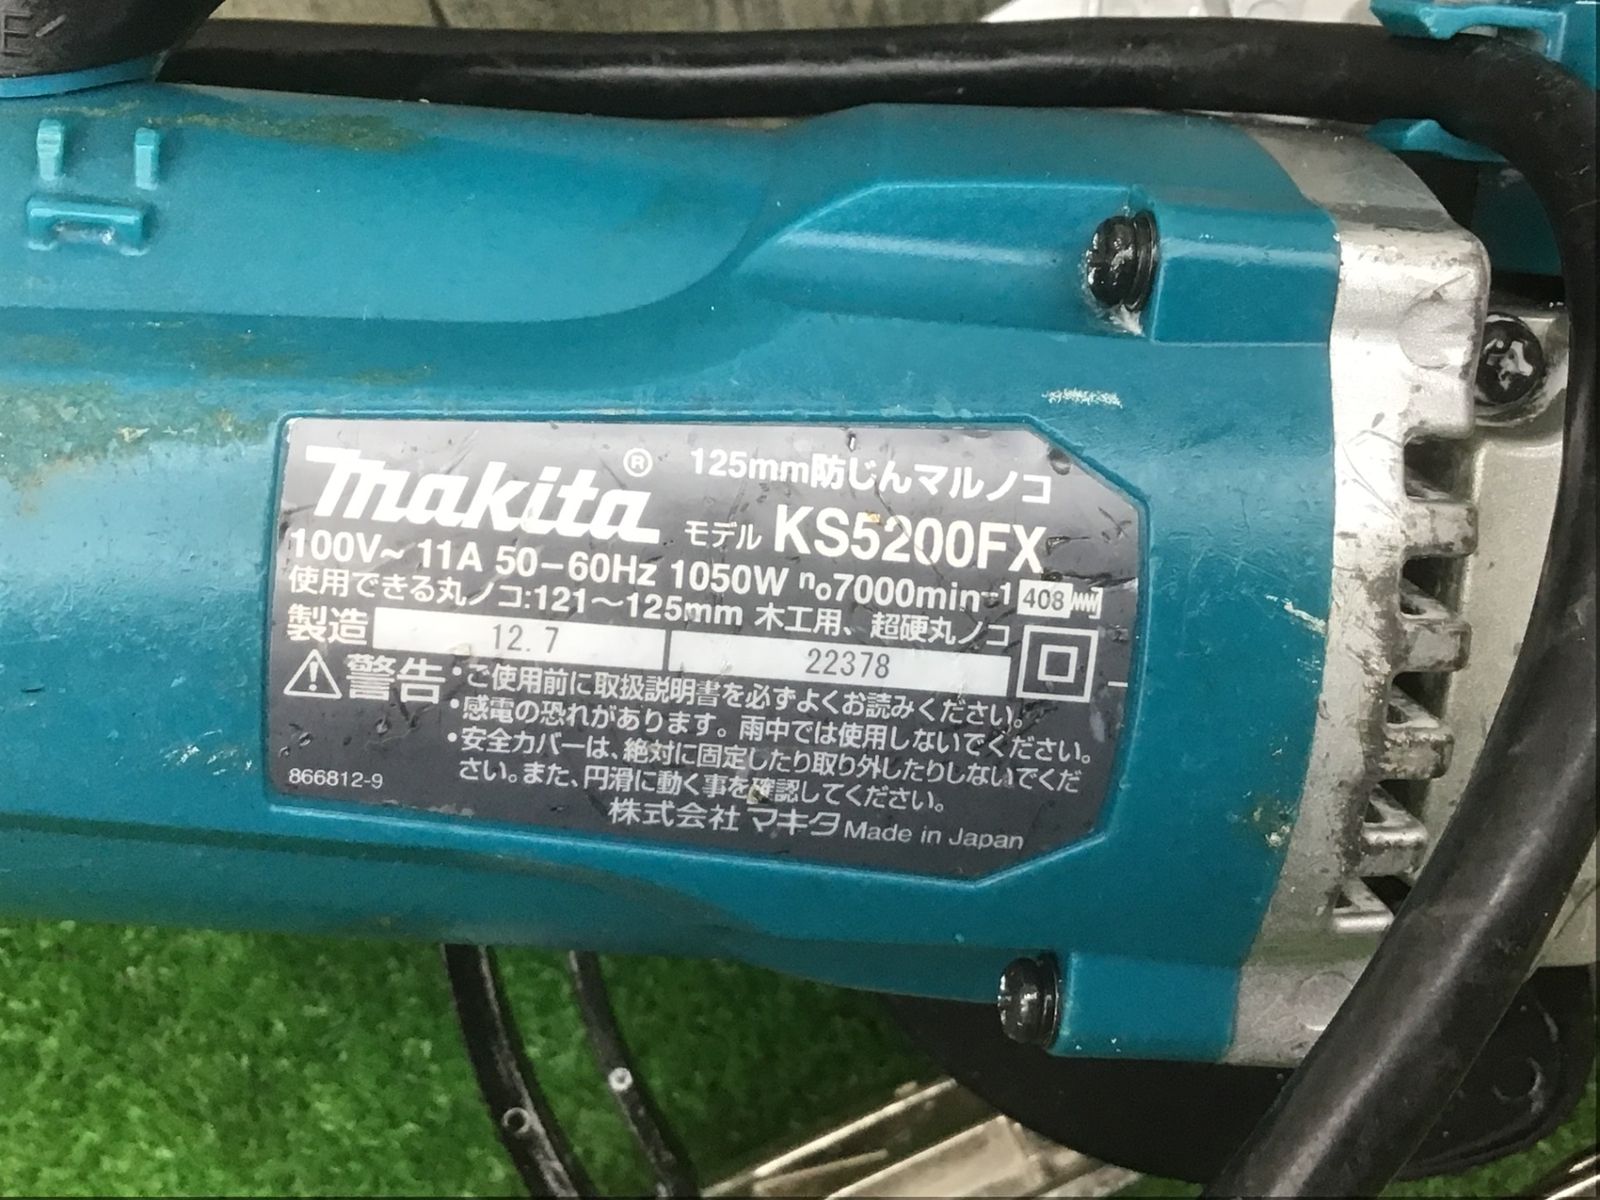 makita® 125mm防じんマルノコ
モデル KS5200FX
100V~ 11A 50-60Hz 1050W n₀7000min⁻¹ 408
使用できる丸ノコ:121～125mm 木工用、超硬丸ノコ
製造 12.7 22378
警告 •ご使用前に取扱説明書を必ずよくお読みください。
•感電の恐れがあります。雨中では使用しないでください。
•安全カバーは、絶対に固定したり取り外したりしないでくだ
さい。また、円滑に動く事を確認してください。
866812-9
株式会社 マキタ Made in Japan